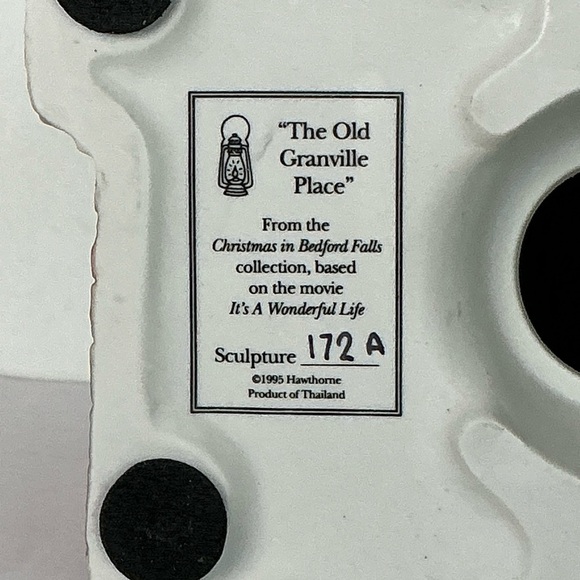 “The Old
Granville
Place”
From the
Christmas in Bedford Falls
collection, based
on the movie
It's A Wonderful Life
Sculpture 172 A
©1995 Hawthorne
Product of Thailand